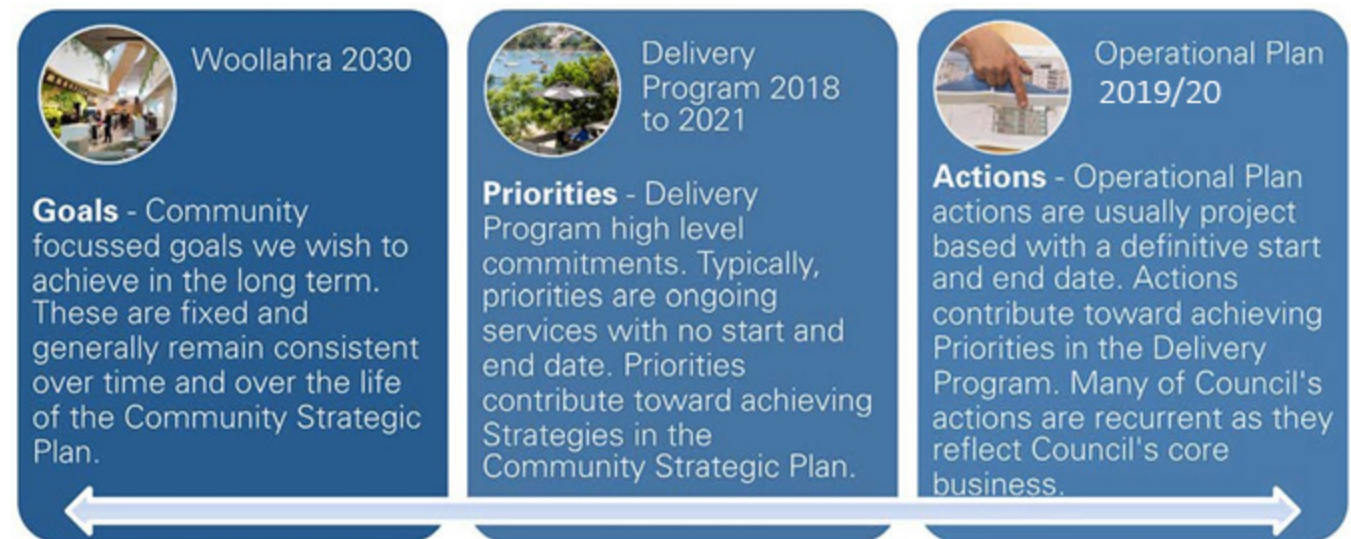 Woollahra 2030
Goals - Community
focussed goals we wish to
achieve in the long term.
These are fixed and
generally remain consistent
over time and over the life
of the Community Strategic
Plan.
Delivery
Program 2018
to 2021
Priorities - Delivery
Program high level
commitments. Typically,
priorities are ongoing
services with no start and
end date. Priorities
contribute toward achieving
Strategies in the
Community Strategic Plan.
Operational Plan
2019/20
Actions - Operational Plan
actions are usually project
based with a definitive start
and end date. Actions
contribute toward achieving
Priorities in the Delivery
Program. Many of Council's
actions are recurrent as they
reflect Council's core
business.